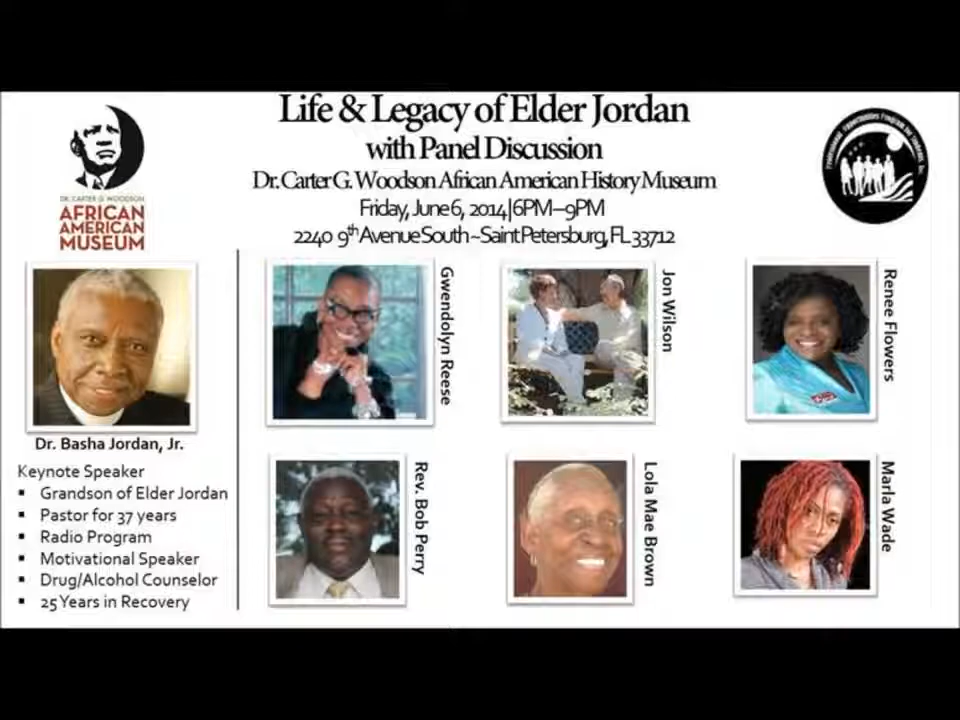 Life & Legacy of Elder Jordan
with Panel Discussion
Dr. Carter G. Woodson African American History Museum
Friday, June 6, 2014|6PM–9PM
2240 9th Avenue South ~ Saint Petersburg, FL 33712
DR. CARTER G. WOODSON
AFRICAN
AMERICAN
MUSEUM
Dr. Basha Jordan, Jr.
Keynote Speaker
▪ Grandson of Elder Jordan
▪ Pastor for 37 years
▪ Radio Program
▪ Motivational Speaker
▪ Drug/Alcohol Counselor
▪ 25 Years in Recovery
Gwendolyn Reese
Jon Wilson
Renee Flowers
Rev. Bob Perry
Lola Mae Brown
Marla Wade